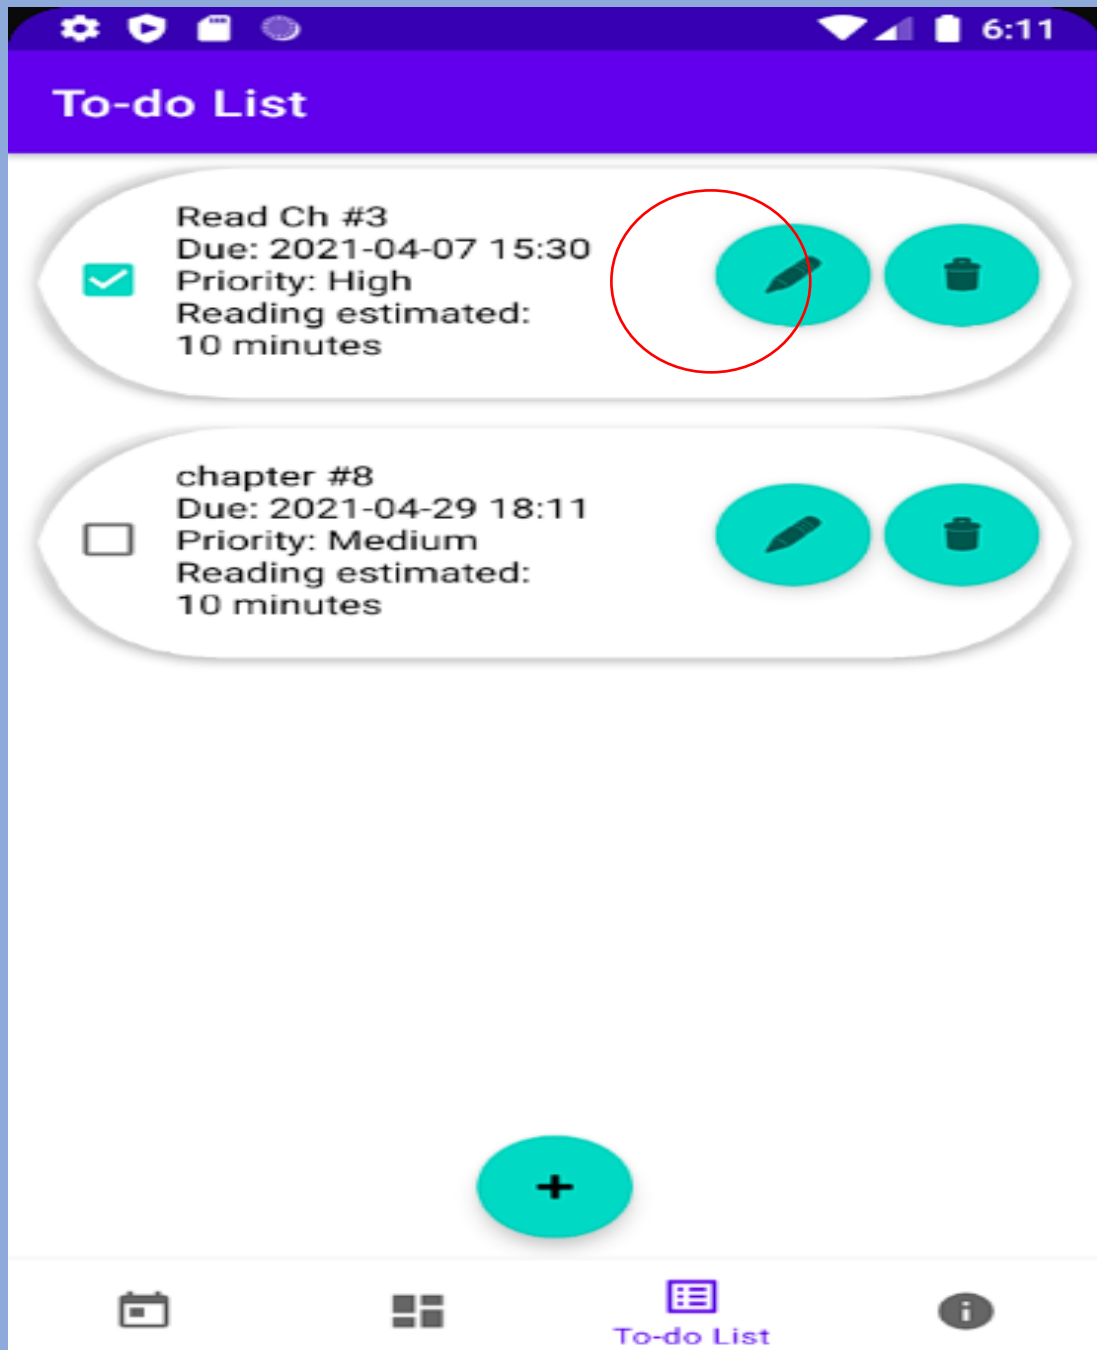 6:11
To-do List
Read Ch #3
Due: 2021-04-07 15:30
Priority: High
Reading estimated:
10 minutes
chapter #8
Due: 2021-04-29 18:11
Priority: Medium
Reading estimated:
10 minutes
To-do List